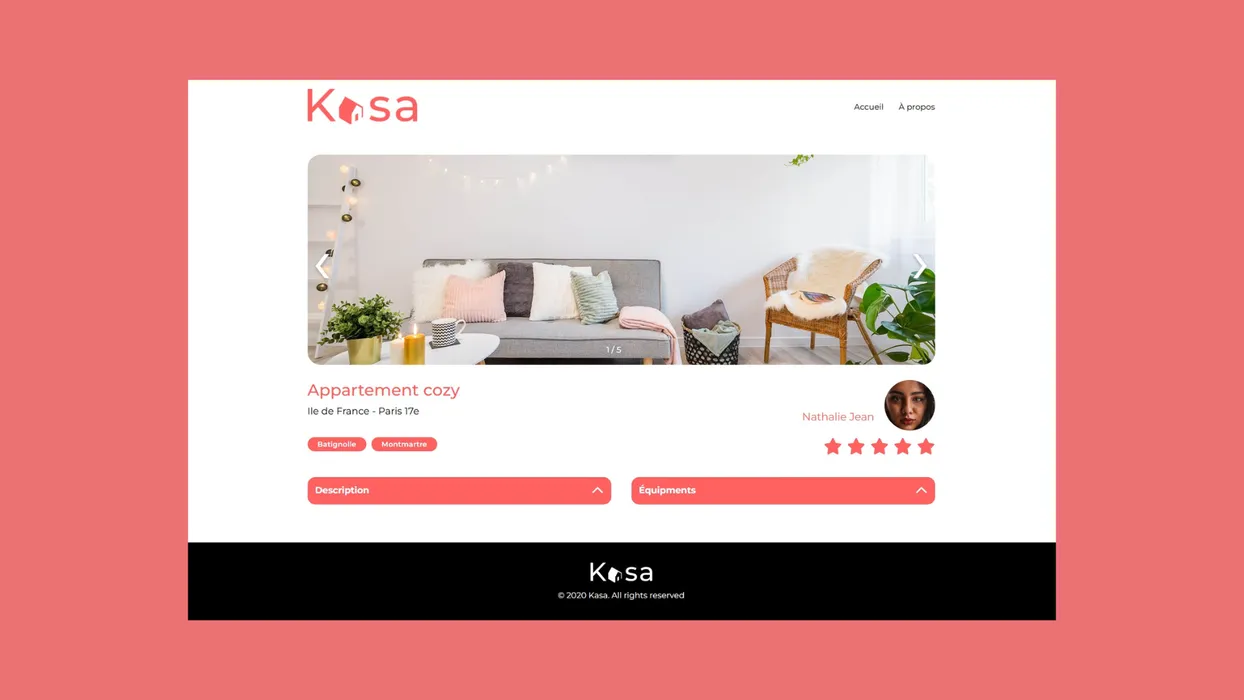 Kasa
Accueil À propos
1 / 5
Appartement cozy
Ile de France - Paris 17e
Nathalie Jean
Batignolle Montmartre
Description
Équipments
Kasa
© 2020 Kasa. All rights reserved